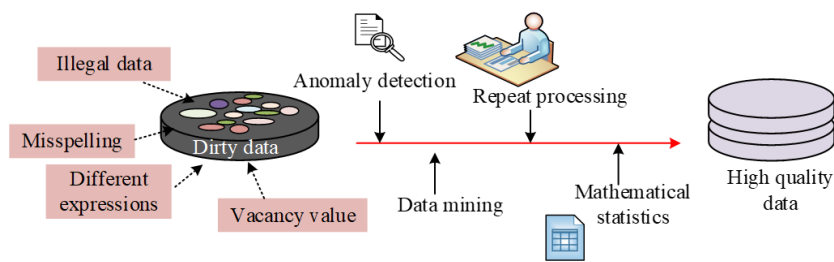 Illegal data
Misspelling
Different
expressions
Vacancy value
Dirty data
Anomaly detection
Data mining
Repeat processing
Mathematical
statistics
High quality
data